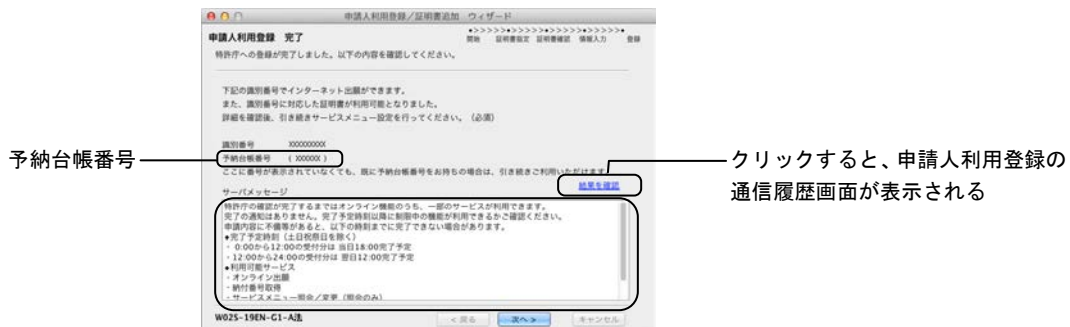 申請人利用登録/証明書追加 ウィザード
申請人利用登録 完了
●>>>>>●>>>>>●>>>>>●>>>>>●
開始 証明書指定 証明書確認 情報入力 登録
特許庁への登録が完了しました。以下の内容を確認してください。
下記の識別番号でインターネット出願ができます。
また、識別番号に対応した証明書が利用可能となりました。
詳細を確認後、引き続きサービスメニュー設定を行ってください。(必須)
識別番号 XXXXXXXXX
予納台帳番号 ( XXXXXX )
予納台帳番号
ここに番号が表示されていなくても、既に予納台帳番号をお持ちの場合は、引き続きご利用いただけます。
クリックすると、申請人利用登録の
通信履歴画面が表示される
結果を確認
サーバメッセージ
特許庁の確認が完了するまではオンライン機能のうち、一部のサービスが利用できます。
完了の通知はありません。完了予定時刻以降に制限中の機能が利用できるかご確認ください。
申請内容に不備等があると、以下の時刻までに完了できない場合があります。
◆完了予定時刻(土日祝祭日を除く)
・ 0:00から12:00の受付分は 当日18:00完了予定
・12:00から24:00の受付分は 翌日12:00完了予定
◆利用可能サービス
・オンライン出願
・納付番号取得
・サービスメニュー照会/変更(照会のみ)
W025-19EN-G1-A法
< 戻る 次へ > キャンセル